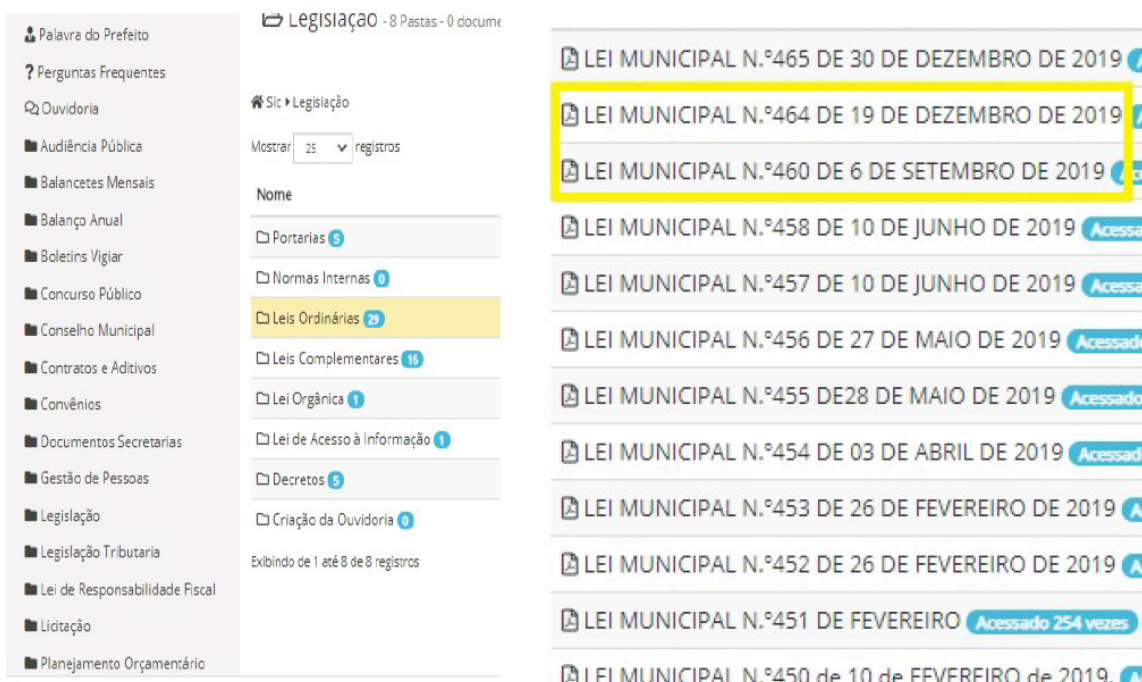 Palavra do Prefeito
? Perguntas Frequentes
Ouvidoria
Audiência Pública
Balancetes Mensais
Balanço Anual
Boletins Vigiar
Concurso Público
Conselho Municipal
Contratos e Aditivos
Convênios
Documentos Secretarias
Gestão de Pessoas
Legislação
Legislação Tributaria
Lei de Responsabilidade Fiscal
Licitação
Planejamento Orçamentário
Legislação - 8 Pastas - 0 docume
Sic Legislação
Mostrar 25 registros
Nome
Portarias 5
Normas Internas 0
Leis Ordinárias 29
Leis Complementares 16
Lei Orgânica 1
Lei de Acesso à Informação 1
Decretos 5
Criação da Ouvidoria 0
Exibindo de 1 até 8 de 8 registros
LEI MUNICIPAL N.º465 DE 30 DE DEZEMBRO DE 2019
LEI MUNICIPAL N.º464 DE 19 DE DEZEMBRO DE 2019
LEI MUNICIPAL N.º460 DE 6 DE SETEMBRO DE 2019
LEI MUNICIPAL N.º458 DE 10 DE JUNHO DE 2019 Acessa
LEI MUNICIPAL N.º457 DE 10 DE JUNHO DE 2019 Acessa
LEI MUNICIPAL N.º456 DE 27 DE MAIO DE 2019 Acessado
LEI MUNICIPAL N.º455 DE28 DE MAIO DE 2019 Acessado
LEI MUNICIPAL N.º454 DE 03 DE ABRIL DE 2019 Acessad
LEI MUNICIPAL N.º453 DE 26 DE FEVEREIRO DE 2019 A
LEI MUNICIPAL N.º452 DE 26 DE FEVEREIRO DE 2019 A
LEI MUNICIPAL N.º451 DE FEVEREIRO Acessado 254 vezes
LEI MUNICIPAL N.º450 de 10 de FEVEREIRO de 2019.